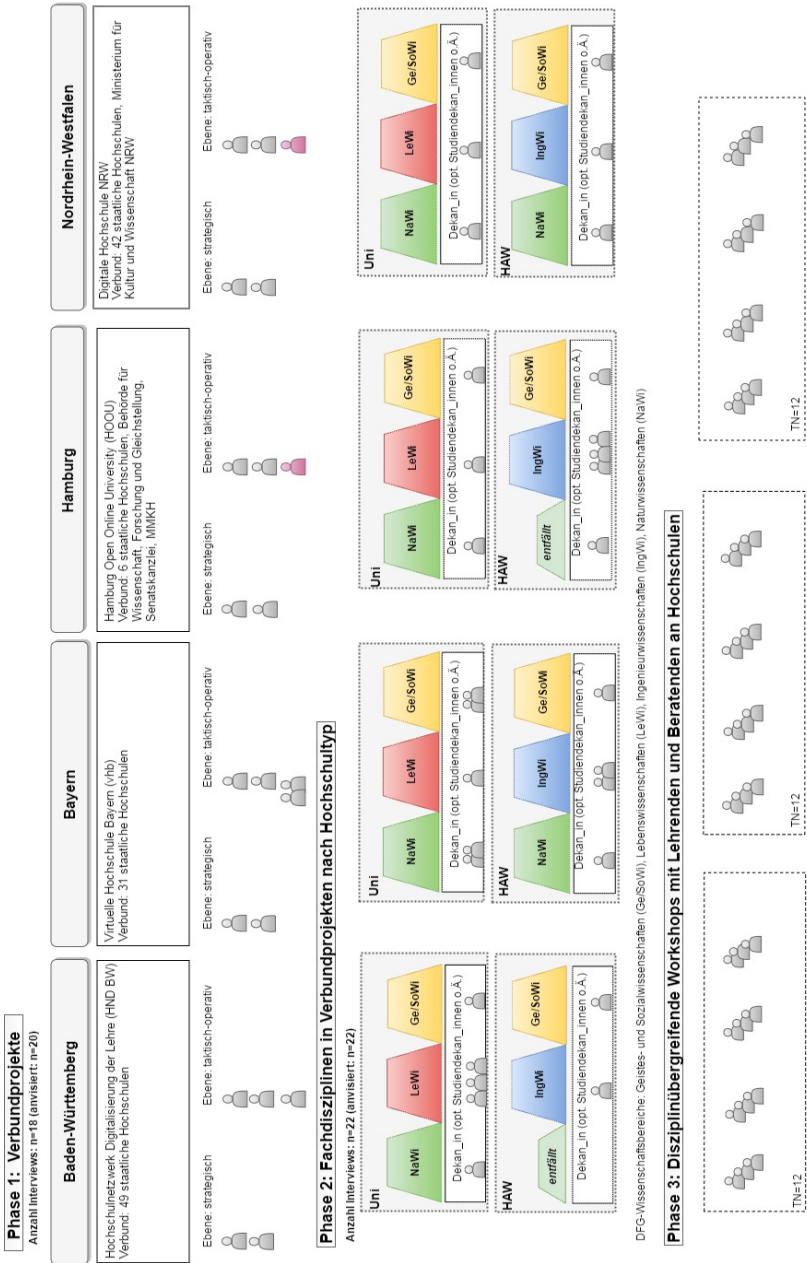 Phase 1: Verbundprojekte
Anzahl Interviews: n=18 (anvisiert: n=20)
Baden-Württemberg
Hochschulnetzwerk Digitalisierung der Lehre (HND BW)
Verbund: 49 staatliche Hochschulen
Ebene: strategisch
Ebene: taktisch-operativ
Bayern
Virtuelle Hochschule Bayern (vhb)
Verbund: 31 staatliche Hochschulen
Ebene: strategisch
Ebene: taktisch-operativ
Hamburg
Hamburg Open Online University (HOOU)
Verbund: 6 staatliche Hochschulen, Behörde für
Wissenschaft, Forschung und Gleichstellung,
Senatskanzlei, MMKH
Ebene: strategisch
Ebene: taktisch-operativ
Nordrhein-Westfalen
Digitale Hochschule NRW
Verbund: 42 staatliche Hochschulen, Ministerium für
Kultur und Wissenschaft NRW
Ebene: strategisch
Ebene: taktisch-operativ
Phase 2: Fachdisziplinen in Verbundprojekten nach Hochschultyp
Anzahl Interviews: n=22 (anvisiert: n=22)
Uni
NaWi
LeWi
Ge/SoWi
Dekan_in (opt. Studiendekan_innen o.Ä.)
Uni
NaWi
LeWi
Ge/SoWi
Dekan_in (opt. Studiendekan_innen o.Ä.)
Uni
NaWi
LeWi
Ge/SoWi
Dekan_in (opt. Studiendekan_innen o.Ä.)
Uni
NaWi
LeWi
Ge/SoWi
Dekan_in (opt. Studiendekan_innen o.Ä.)
HAW
entfällt
IngWi
Ge/SoWi
Dekan_in (opt. Studiendekan_innen o.Ä.)
HAW
NaWi
IngWi
Ge/SoWi
Dekan_in (opt. Studiendekan_innen o.Ä.)
HAW
entfällt
IngWi
Ge/SoWi
Dekan_in (opt. Studiendekan_innen o.Ä.)
HAW
NaWi
IngWi
Ge/SoWi
Dekan_in (opt. Studiendekan_innen o.Ä.)
DFG-Wissenschaftsbereiche: Geistes- und Sozialwissenschaften (Ge/SoWi), Lebenswissenschaften (LeWi), Ingenieurwissenschaften (IngWi), Naturwissenschaften (NaWi)
Phase 3: Disziplinübergreifende Workshops mit Lehrenden und Beratenden an Hochschulen
TN=12
TN=12
TN=12